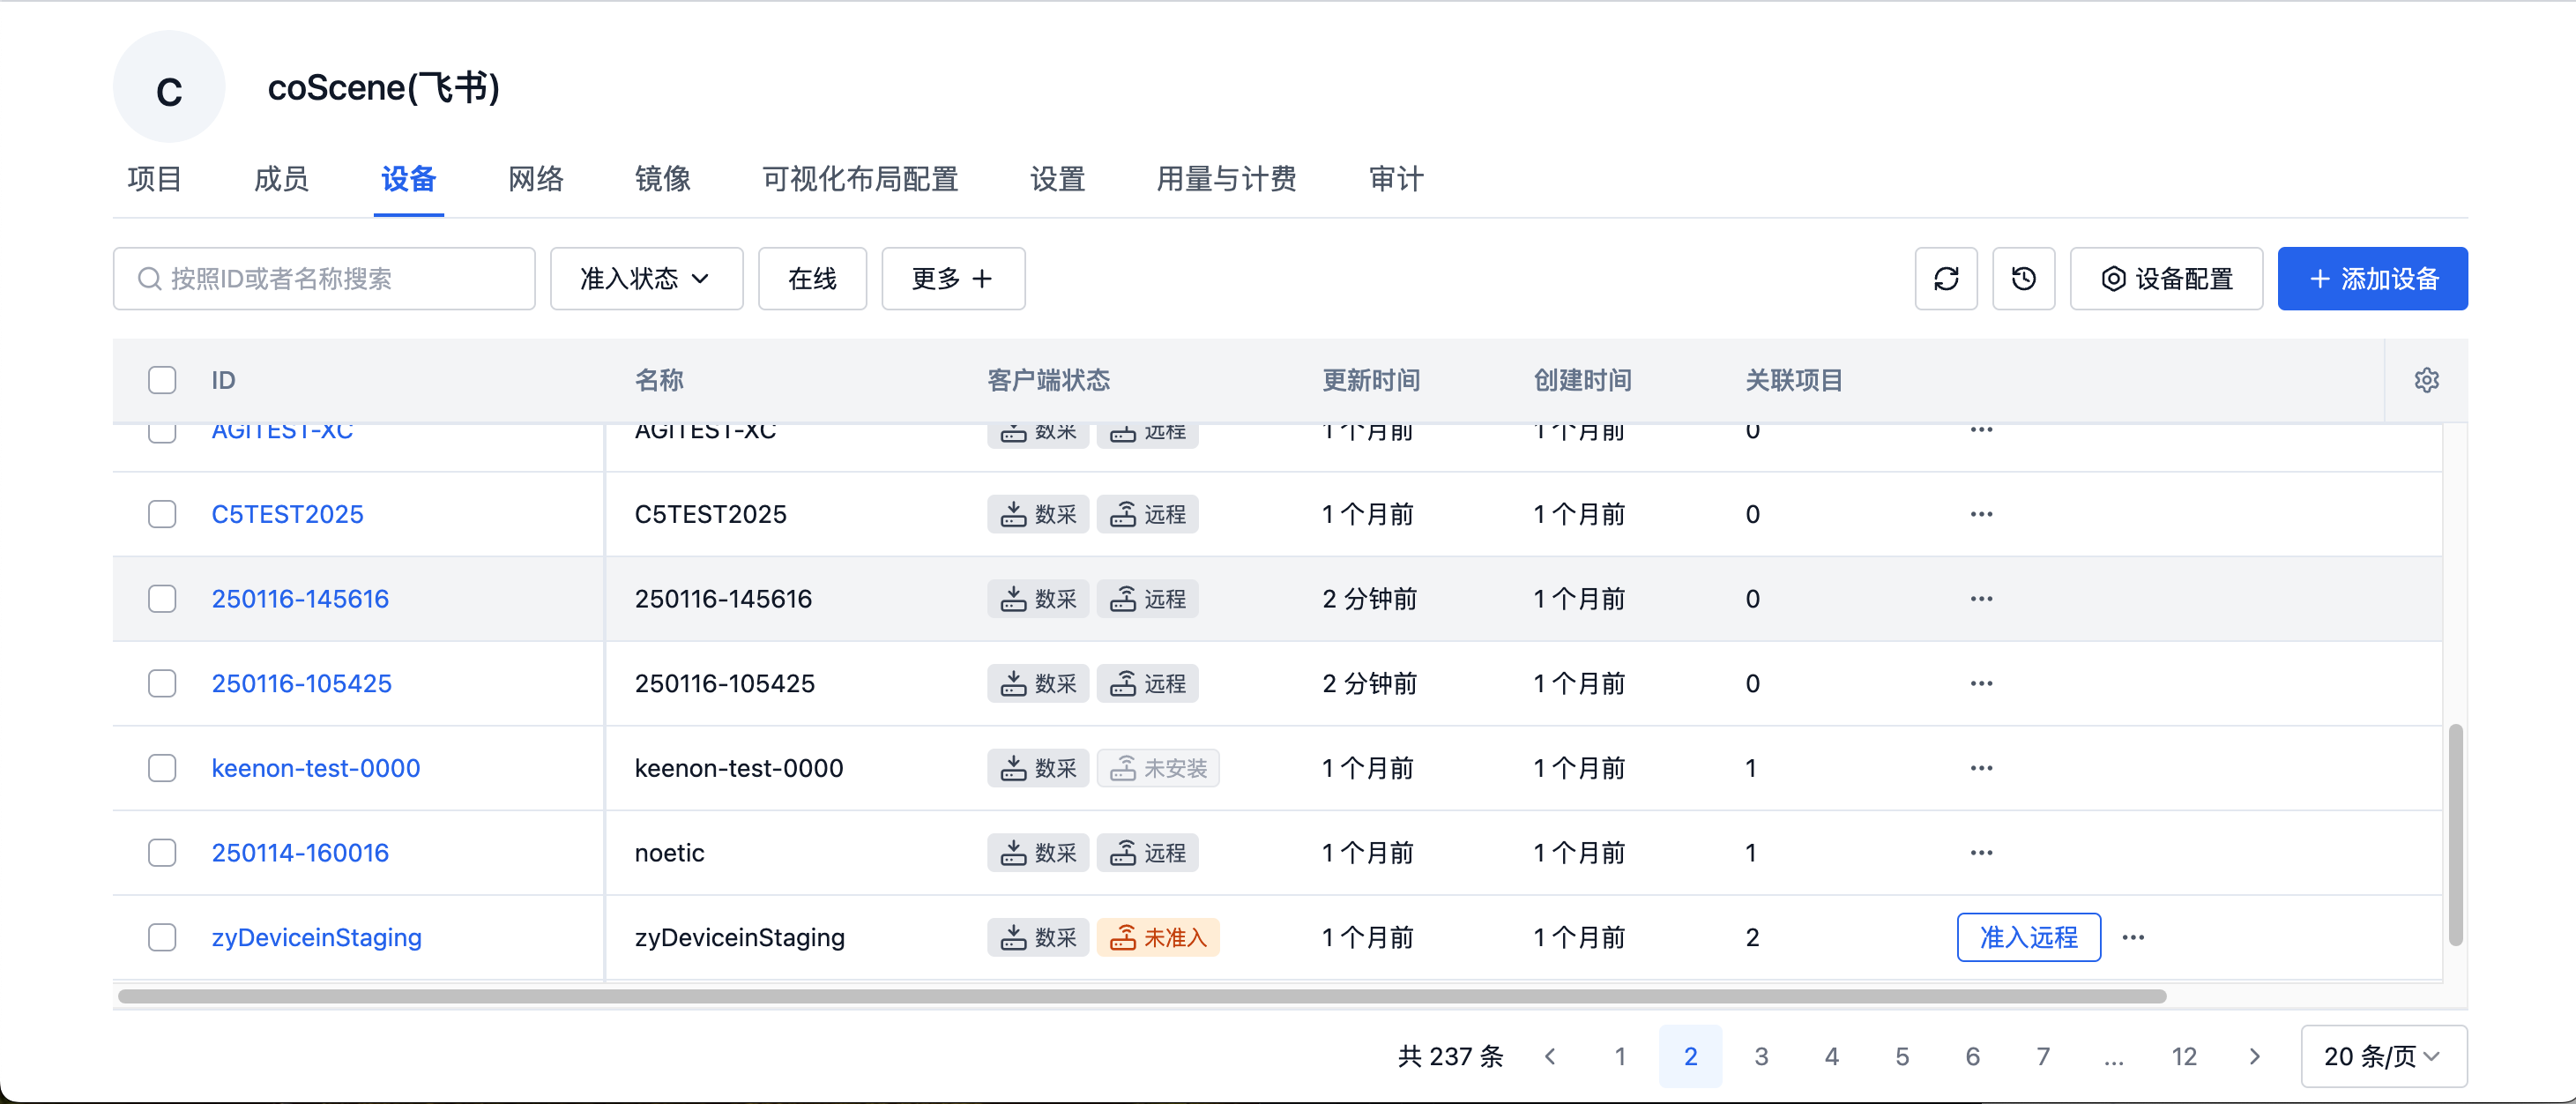 C
coScene(飞书)
项目 成员 设备 网络 镜像 可视化布局配置 设置 用量与计费 审计
按照ID或者名称搜索 准入状态 在线 更多 设备配置 添加设备
ID 名称 客户端状态 更新时间 创建时间 关联项目
AGITEST-XC AGITEST-XC 数采 远程 1 个月前 1 个月前 0 ...
C5TEST2025 C5TEST2025 数采 远程 1 个月前 1 个月前 0 ...
250116-145616 250116-145616 数采 远程 2 分钟前 1 个月前 0 ...
250116-105425 250116-105425 数采 远程 2 分钟前 1 个月前 0 ...
keenon-test-0000 keenon-test-0000 数采 未安装 1 个月前 1 个月前 1 ...
250114-160016 noetic 数采 远程 1 个月前 1 个月前 1 ...
zyDeviceinStaging zyDeviceinStaging 数采 未准入 1 个月前 1 个月前 2 准入远程 ...
共 237 条 1 2 3 4 5 6 7 ... 12 20 条/页